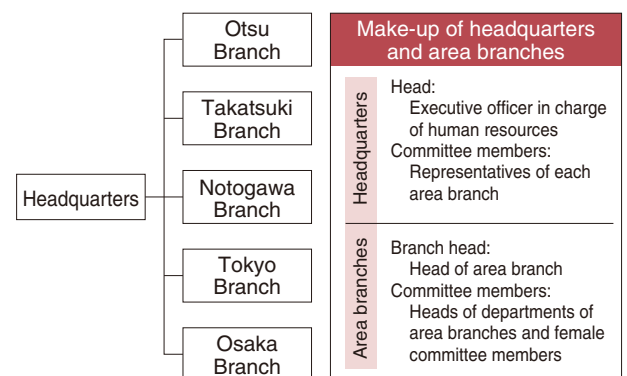 Headquarters
Otsu
Branch
Takatsuki
Branch
Notogawa
Branch
Tokyo
Branch
Osaka
Branch
Make-up of headquarters
and area branches
Headquarters
Head:
Executive officer in charge
of human resources
Committee members:
Representatives of each
area branch
Area branches
Branch head:
Head of area branch
Committee members:
Heads of departments of
area branches and female
committee members